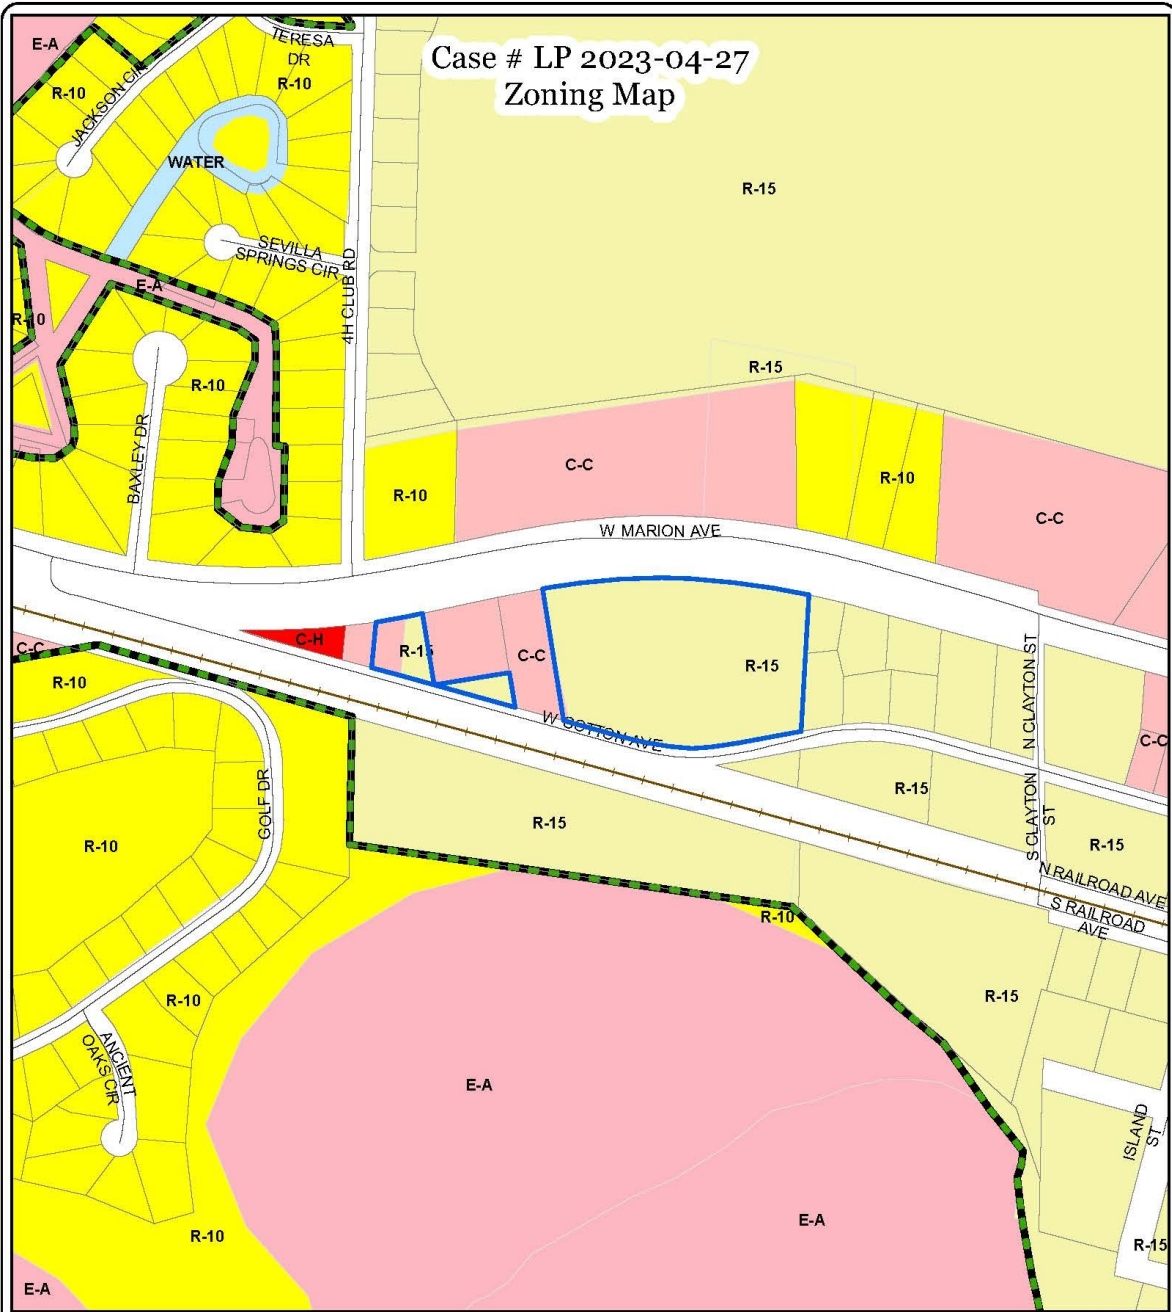 Case # LP 2023-04-27
Zoning Map
E-A
TERESA
DR
R-10
R-10
JACKSON CIR
WATER
R-15
SEVILLA
SPRINGS CIR
4H CLUB RD
E-A
R-10
R-10
BAXLEY DR
R-15
C-C
R-10
R-10
C-C
W MARION AVE
C-H
R-15
C-C
R-15
C-C
R-10
W COTTON AVE
N CLAYTON ST
C-C
GOLF DR
R-15
R-15
S CLAYTON
ST
R-15
R-10
N RAILROAD AVE
S RAILROAD
AVE
R-10
R-10
R-15
ANCIENT
OAKS CIR
E-A
ISLAND
ST
E-A
R-10
R-15
E-A